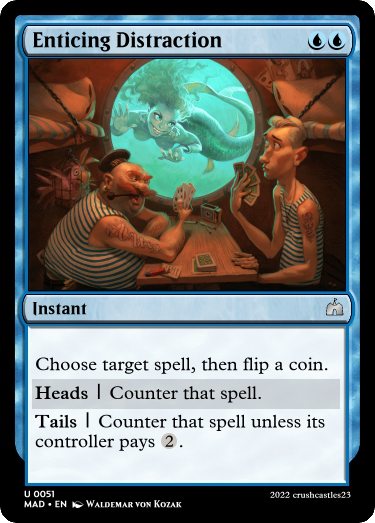 Enticing Distraction
Instant
Choose target spell, then flip a coin.
Heads | Counter that spell.
Tails | Counter that spell unless its
controller pays 2.
U 0051
MAD • EN Waldemar von Kozak
2022 crushcastles23